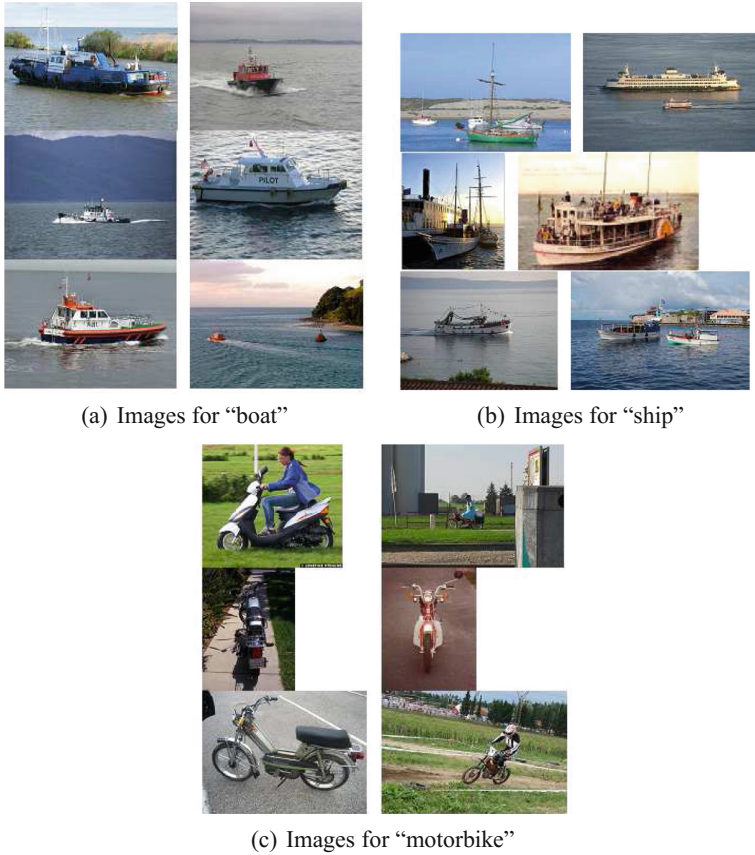 PILOT
(a) Images for “boat”
(b) Images for “ship”
(c) Images for “motorbike”